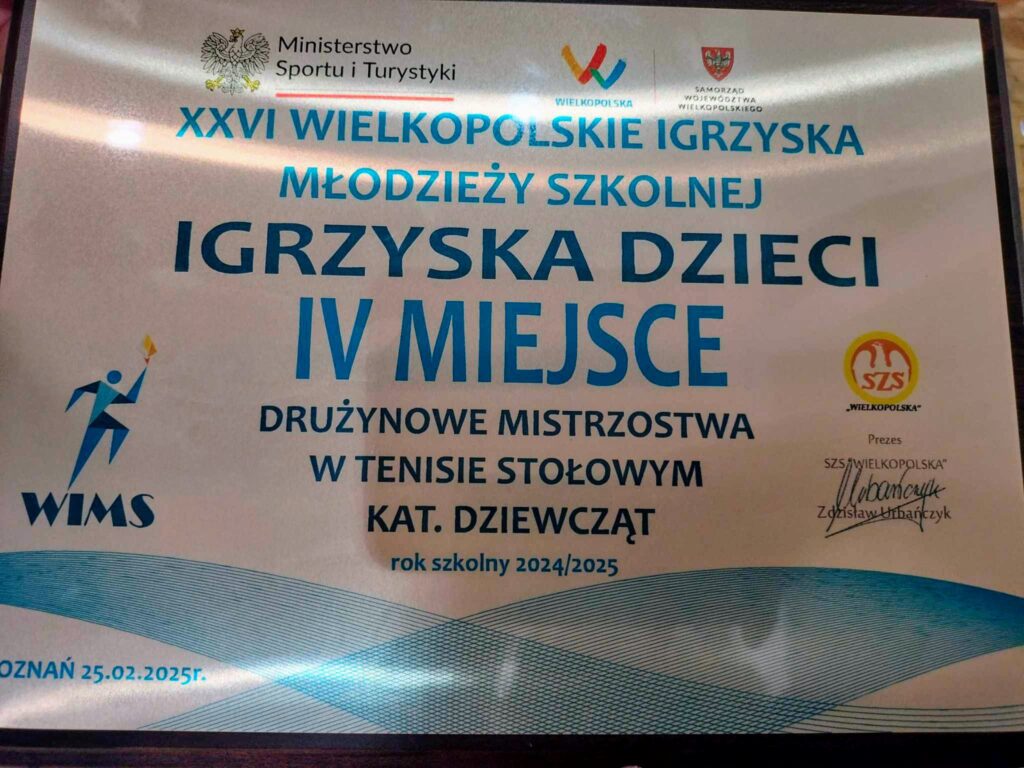 Ministerstwo
Sportu i Turystyki
WIELKOPOLSKA
SAMORZĄD
WOJEWÓDZTWA
WIELKOPOLSKIEGO
XXVI WIELKOPOLSKIE IGRZYSKA
MŁODZIEŻY SZKOLNEJ
IGRZYSKA DZIECI
IV MIEJSCE
DRUŻYNOWE MISTRZOSTWA
W TENISIE STOŁOWYM
KAT. DZIEWCZĄT
rok szkolny 2024/2025
WIMS
SZS
„WIELKOPOLSKA"
Prezes
SZS "WIELKOPOLSKA"
Urbańczyk
Zdzisław Urbańczyk
OZNAŃ 25.02.2025r.